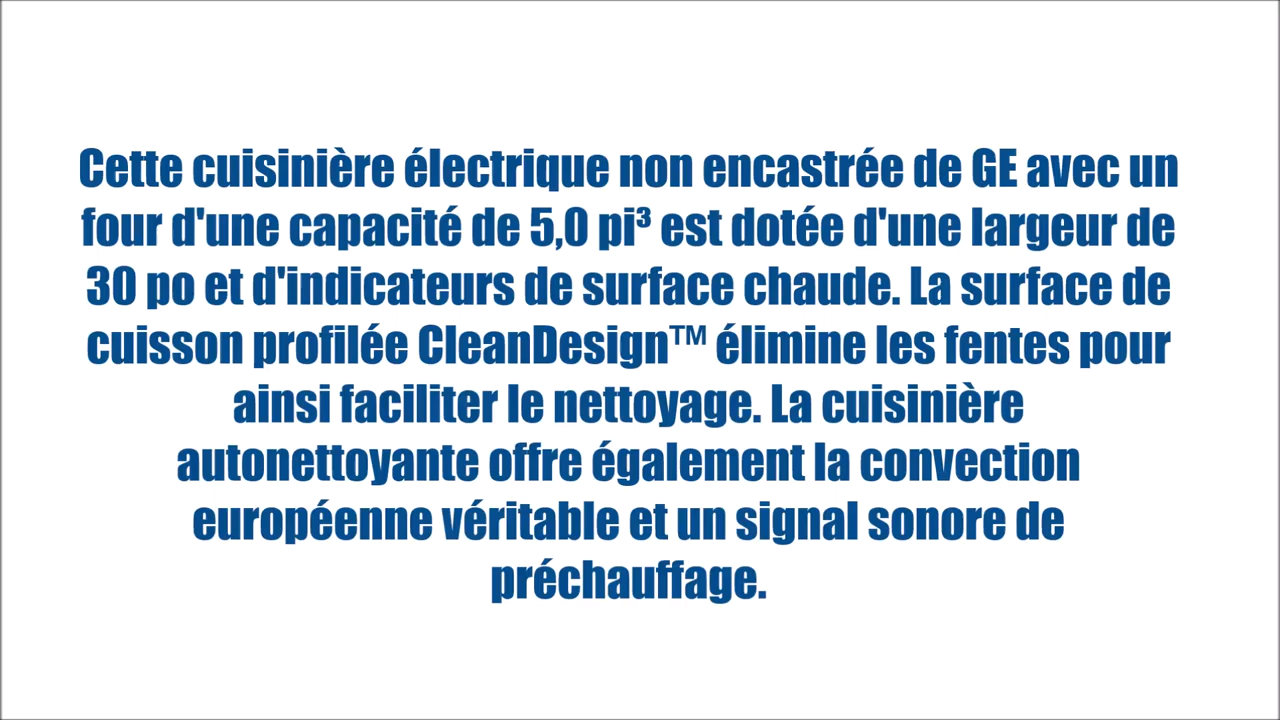 Cette cuisinière électrique non encastrée de GE avec un
four d'une capacité de 5,0 pi³ est dotée d'une largeur de
30 po et d'indicateurs de surface chaude. La surface de
cuisson profilée CleanDesign™ élimine les fentes pour
ainsi faciliter le nettoyage. La cuisinière
autonettoyante offre également la convection
européenne véritable et un signal sonore de
préchauffage.